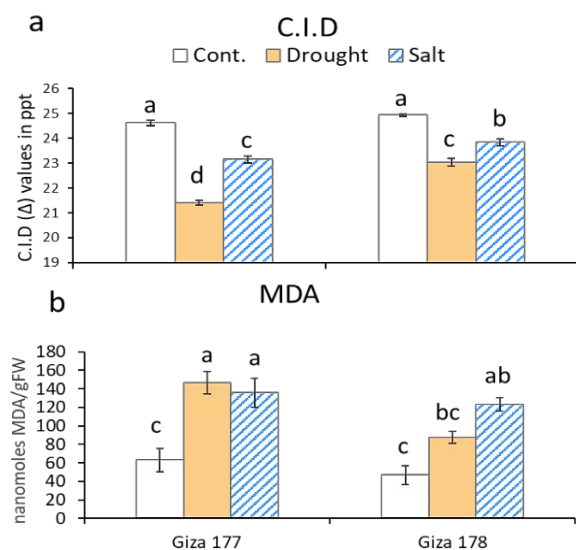 a
C.I.D
Cont. Drought Salt
C.I.D (Δ) values in ppt
26
25
24
23
22
21
20
19
a
d
c
a
c
b
b
MDA
nanomoles MDA/gFW
180
160
140
120
100
80
60
40
20
0
c
a
a
c
bc
ab
Giza 177 Giza 178